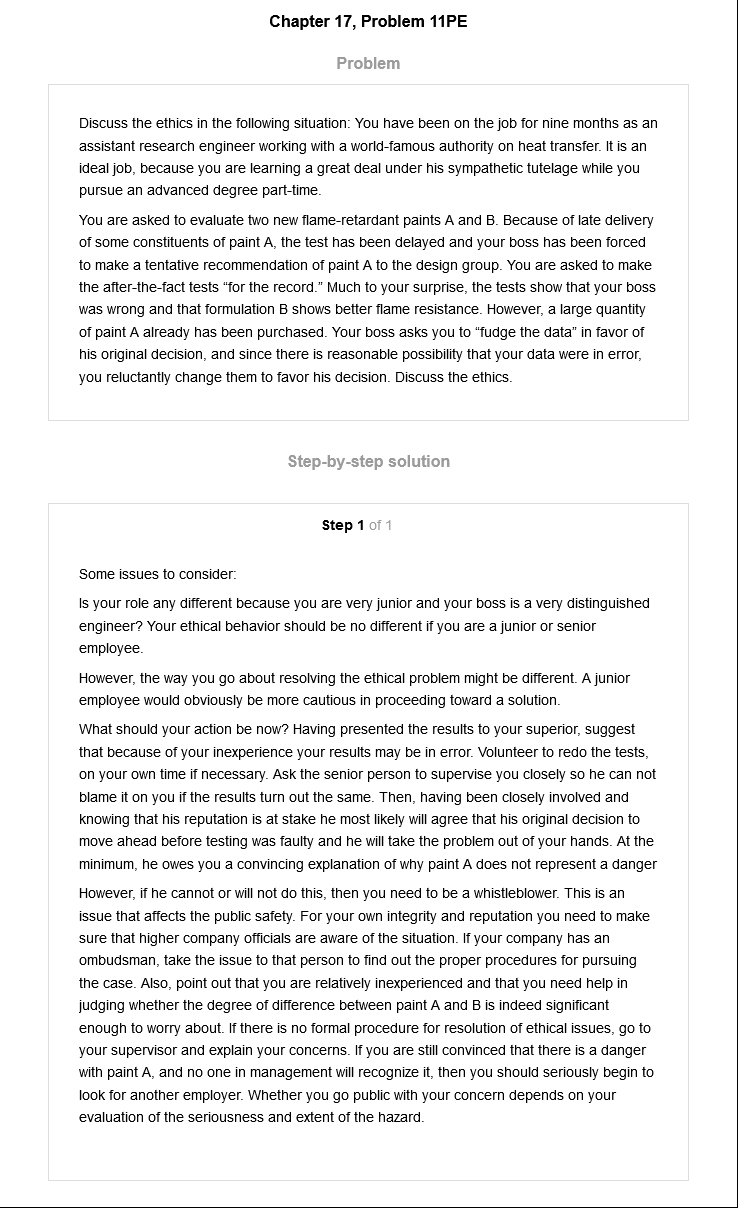 Chapter 17, Problem 11PE
Problem
Discuss the ethics in the following situation: You have been on the job for nine months as an
assistant research engineer working with a world-famous authority on heat transfer. It is an
ideal job, because you are learning a great deal under his sympathetic tutelage while you
pursue an advanced degree part-time.
You are asked to evaluate two new flame-retardant paints A and B. Because of late delivery
of some constituents of paint A, the test has been delayed and your boss has been forced
to make a tentative recommendation of paint A to the design group. You are asked to make
the after-the-fact tests “for the record.” Much to your surprise, the tests show that your boss
was wrong and that formulation B shows better flame resistance. However, a large quantity
of paint A already has been purchased. Your boss asks you to “fudge the data” in favor of
his original decision, and since there is reasonable possibility that your data were in error,
you reluctantly change them to favor his decision. Discuss the ethics.
Step-by-step solution
Step 1 of 1
Some issues to consider:
Is your role any different because you are very junior and your boss is a very distinguished
engineer? Your ethical behavior should be no different if you are a junior or senior
employee.
However, the way you go about resolving the ethical problem might be different. A junior
employee would obviously be more cautious in proceeding toward a solution.
What should your action be now? Having presented the results to your superior, suggest
that because of your inexperience your results may be in error. Volunteer to redo the tests,
on your own time if necessary. Ask the senior person to supervise you closely so he can not
blame it on you if the results turn out the same. Then, having been closely involved and
knowing that his reputation is at stake he most likely will agree that his original decision to
move ahead before testing was faulty and he will take the problem out of your hands. At the
minimum, he owes you a convincing explanation of why paint A does not represent a danger
However, if he cannot or will not do this, then you need to be a whistleblower. This is an
issue that affects the public safety. For your own integrity and reputation you need to make
sure that higher company officials are aware of the situation. If your company has an
ombudsman, take the issue to that person to find out the proper procedures for pursuing
the case. Also, point out that you are relatively inexperienced and that you need help in
judging whether the degree of difference between paint A and B is indeed significant
enough to worry about. If there is no formal procedure for resolution of ethical issues, go to
your supervisor and explain your concerns. If you are still convinced that there is a danger
with paint A, and no one in management will recognize it, then you should seriously begin to
look for another employer. Whether you go public with your concern depends on your
evaluation of the seriousness and extent of the hazard.